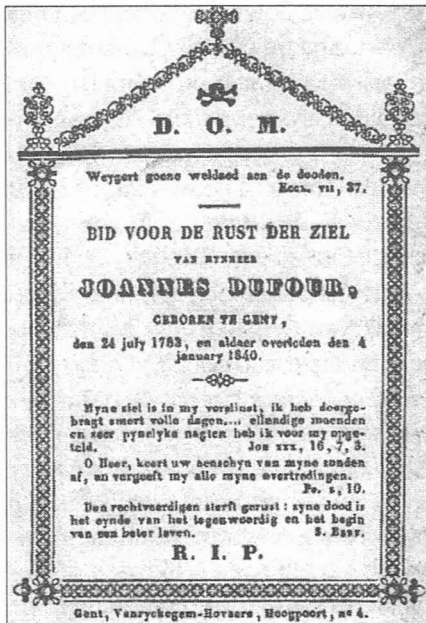 D. O. M.
Weygert geene weldaed aen de dooden.
Eccl. VII, 37.
BID VOOR DE RUST DER ZIEL
VAN MYNHEER
JOANNES DUFOUR,
GEBOREN TE GENT,
den 24 july 1783, en aldaer overleden den 4
january 1840.
Myne ziel is in my verslinst, ik heb doorge-
bragt smert volle dagen,... ellendige maenden
en zeer pynelyke nagten heb ik voor my opge-
teld. Job XXX, 16, 7, 3.
O Heer, keert uw aenschyn van myne zonden
af, en vergeeft my alle myne overtredingen.
Ps. 10.
Den rechtveerdigen sterft gerust : zyne dood is
het eynde van het tegenwoordig en het begin
van een beter leven. S. Bern.
R. I. P.
Gent, Vanryckegem-Hovaere, Hoogpoort, no 4.